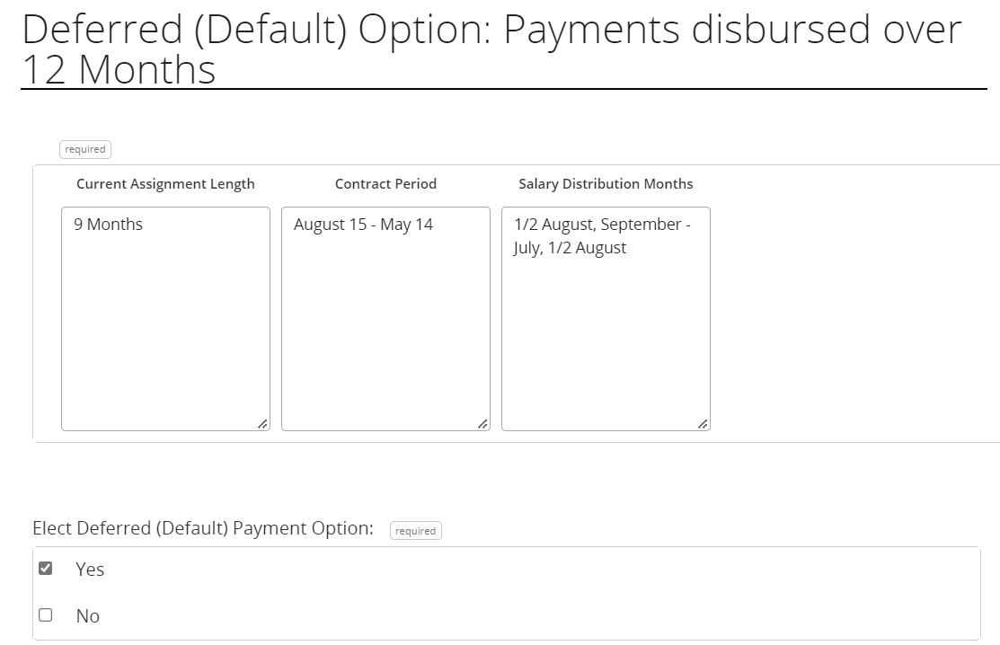 Deferred (Default) Option: Payments disbursed over
12 Months
required
Current Assignment Length
Contract Period
Salary Distribution Months
9 Months
August 15 - May 14
1/2 August, September -
July, 1/2 August
Elect Deferred (Default) Payment Option:
required
Yes
No